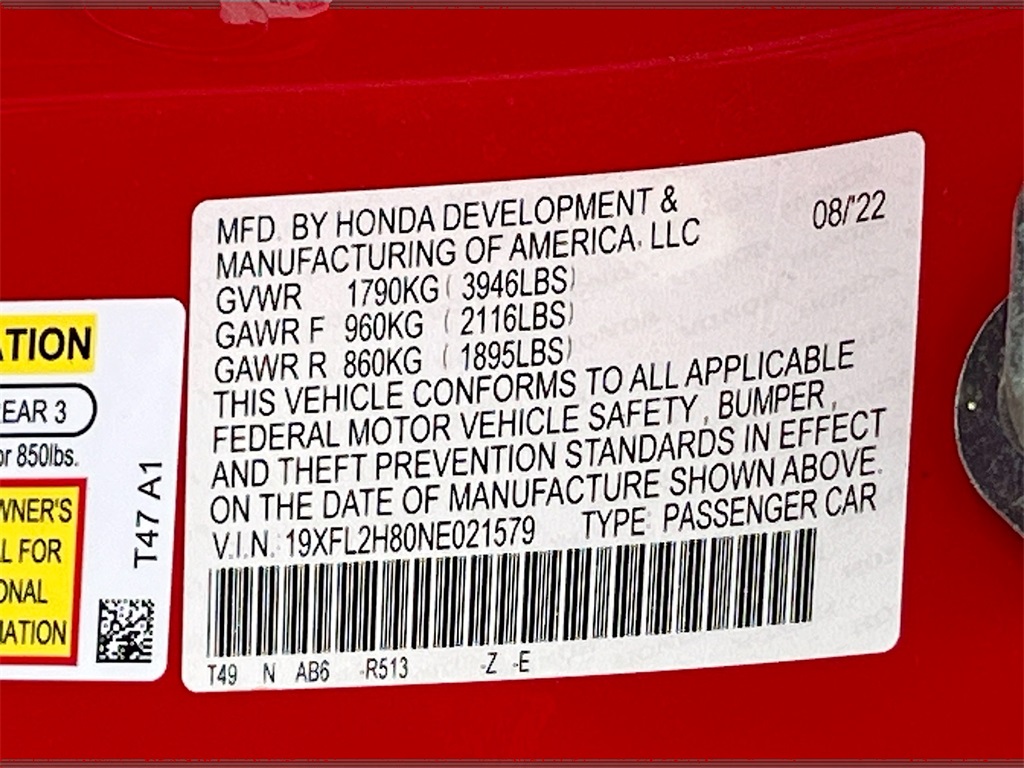 MFD. BY HONDA DEVELOPMENT &
MANUFACTURING OF AMERICA, LLC
08/'22
GVWR 1790KG ( 3946LBS)
GAWR F 960KG ( 2116LBS)
GAWR R 860KG ( 1895LBS)
THIS VEHICLE CONFORMS TO ALL APPLICABLE
FEDERAL MOTOR VEHICLE SAFETY, BUMPER,
AND THEFT PREVENTION STANDARDS IN EFFECT
ON THE DATE OF MANUFACTURE SHOWN ABOVE.
V.I.N.: 19XFL2H80NE021579 TYPE: PASSENGER CAR
T49 N AB6 -R513 -Z -E
ATION
EAR 3
or 850lbs.
WNER'S
L FOR
ONAL
MATION
T47 A1